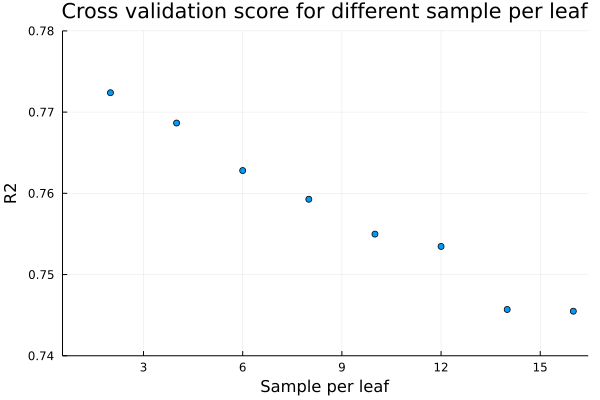 Cross validation score for different sample per leaf
0.78
0.77
0.76
0.75
0.74
R2
3 6 9 12 15
Sample per leaf